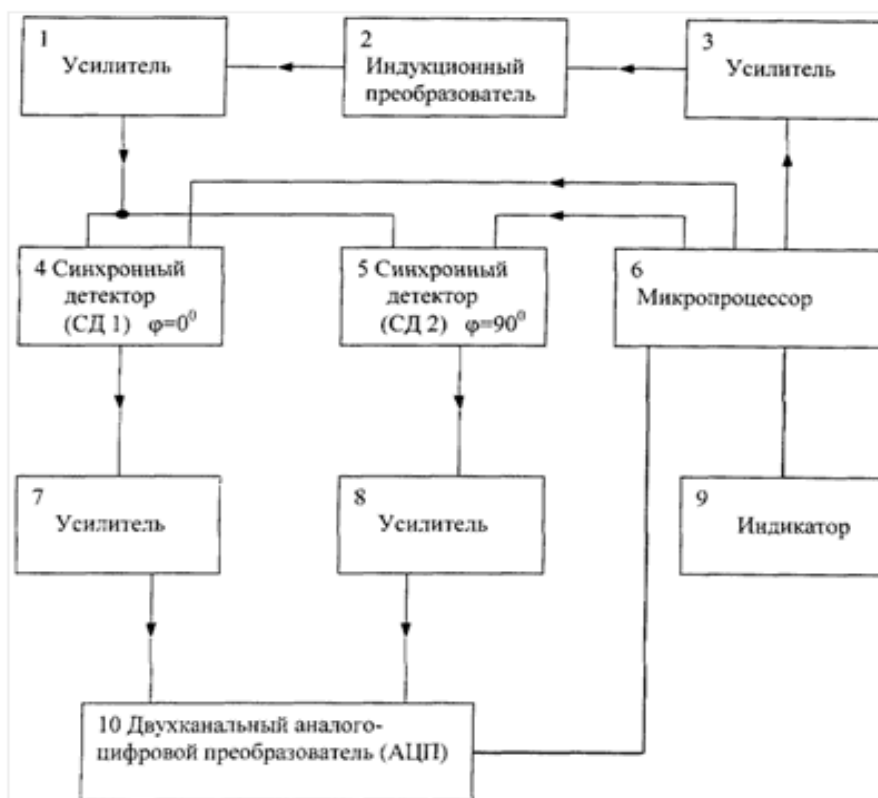 1
Усилитель
2
Индукционный
преобразователь
3
Усилитель
4 Синхронный
детектор
(СД 1) φ=0⁰
5 Синхронный
детектор
(СД 2) φ=90⁰
6
Микропроцессор
7
Усилитель
8
Усилитель
9
Индикатор
10 Двухканальный аналого-
цифровой преобразователь (АЦП)